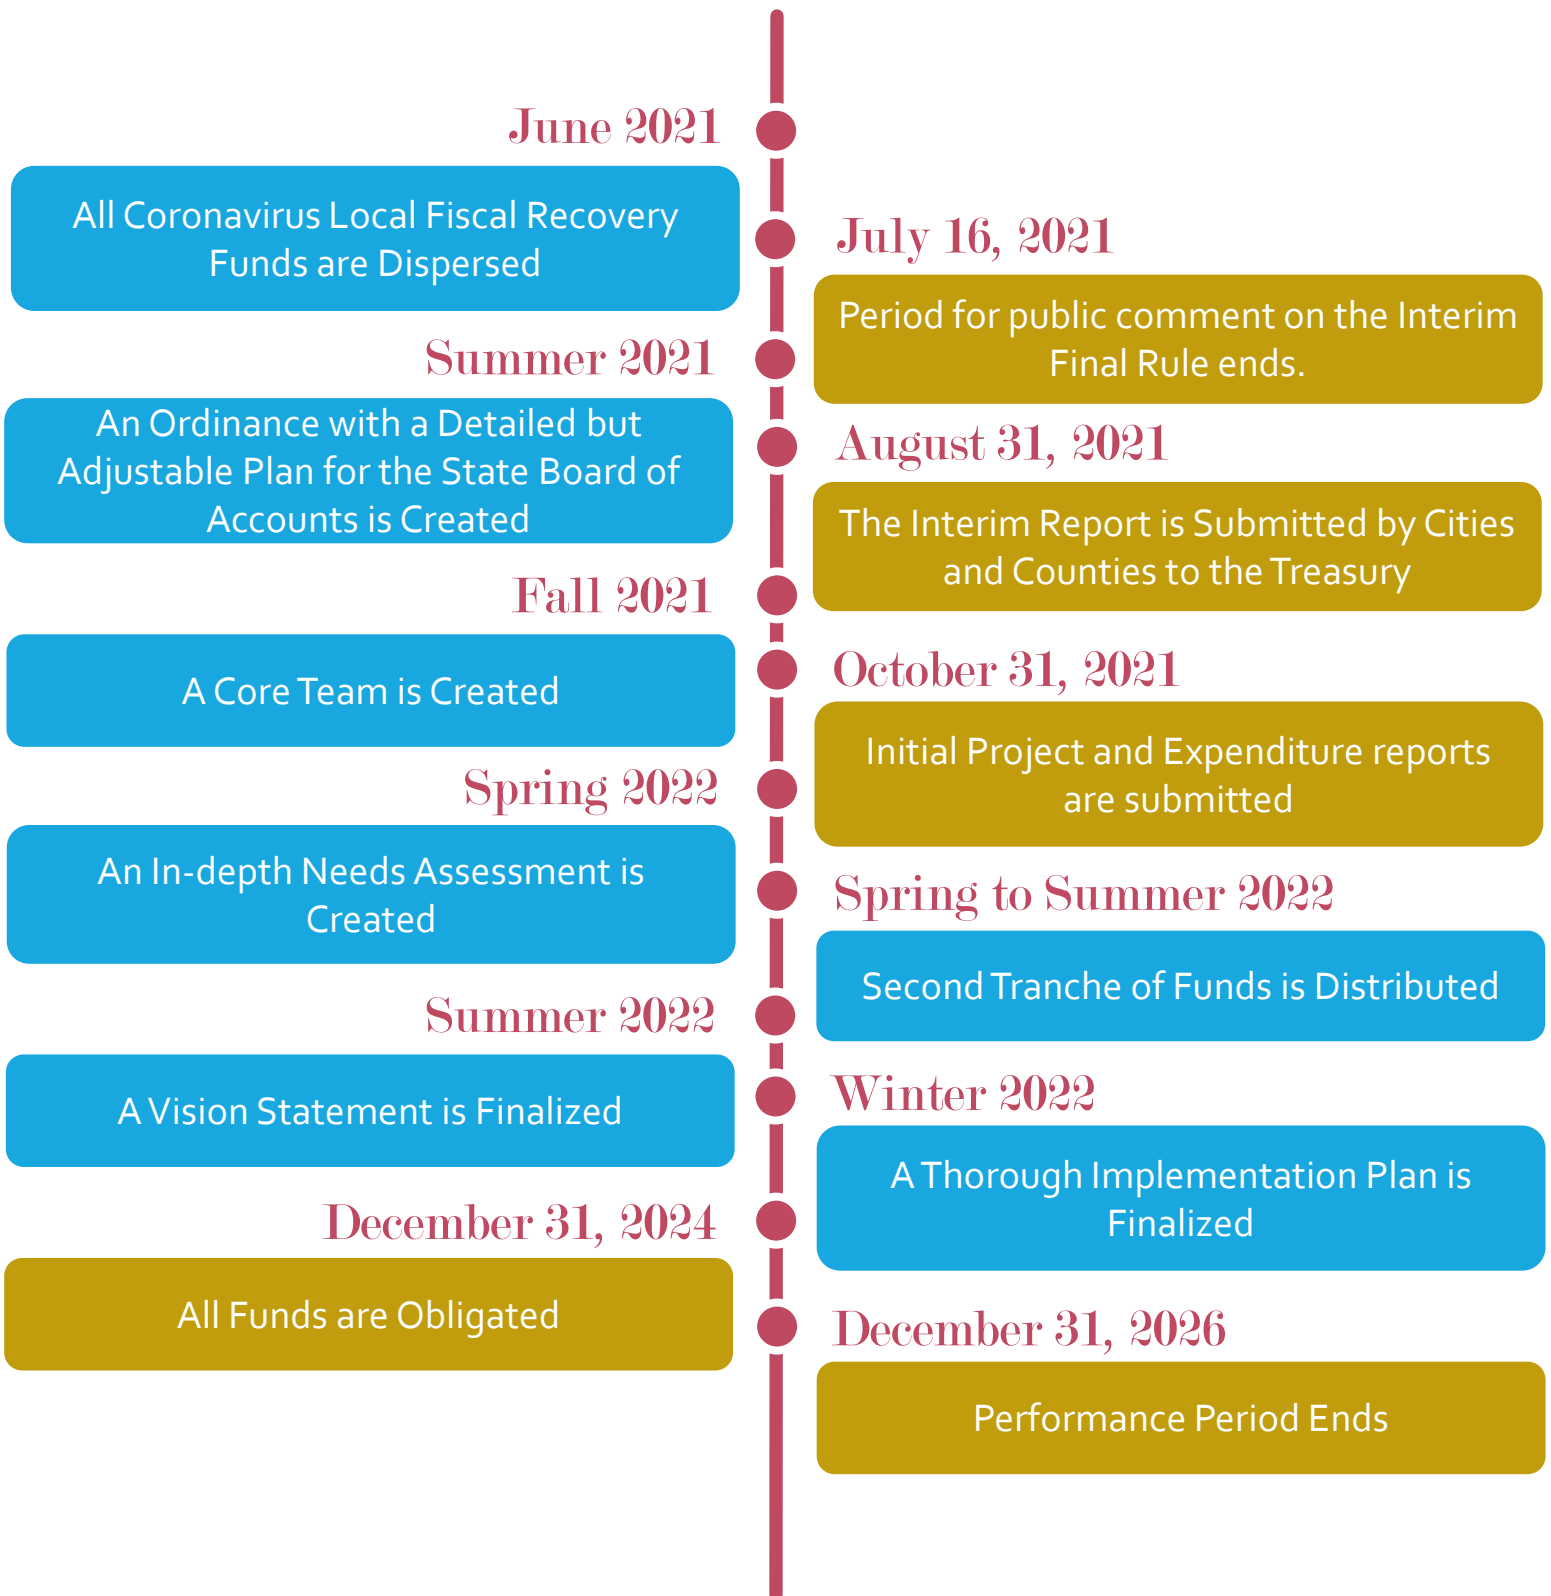 June 2021
All Coronavirus Local Fiscal Recovery
Funds are Dispersed
July 16, 2021
Period for public comment on the Interim
Final Rule ends.
Summer 2021
An Ordinance with a Detailed but
Adjustable Plan for the State Board of
Accounts is Created
August 31, 2021
The Interim Report is Submitted by Cities
and Counties to the Treasury
Fall 2021
A Core Team is Created
October 31, 2021
Initial Project and Expenditure reports
are submitted
Spring 2022
An In-depth Needs Assessment is
Created
Spring to Summer 2022
Second Tranche of Funds is Distributed
Summer 2022
A Vision Statement is Finalized
Winter 2022
A Thorough Implementation Plan is
Finalized
December 31, 2024
All Funds are Obligated
December 31, 2026
Performance Period Ends